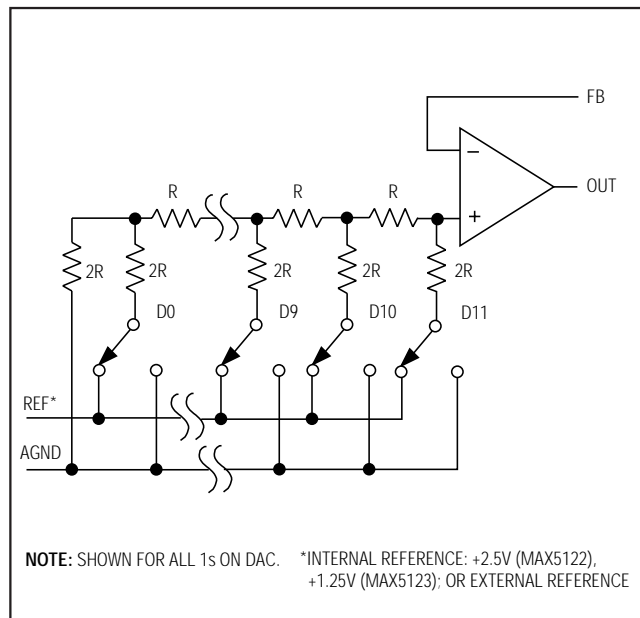 FB
−
OUT
R
R
R
+
2R
2R
2R
2R
2R
D0
D9
D10
D11
REF*
AGND
NOTE: SHOWN FOR ALL 1s ON DAC.
*INTERNAL REFERENCE: +2.5V (MAX5122),
+1.25V (MAX5123); OR EXTERNAL REFERENCE